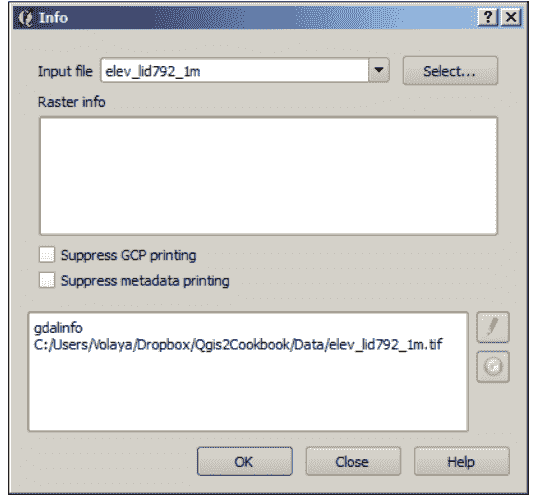 Info
Input file elev_lid792_1m Select...
Raster info
Suppress GCP printing
Suppress metadata printing
gdalinfo
C:/Users/Volaya/Dropbox/Qgis2Cookbook/Data/elev_lid792_1m.tif
OK Close Help